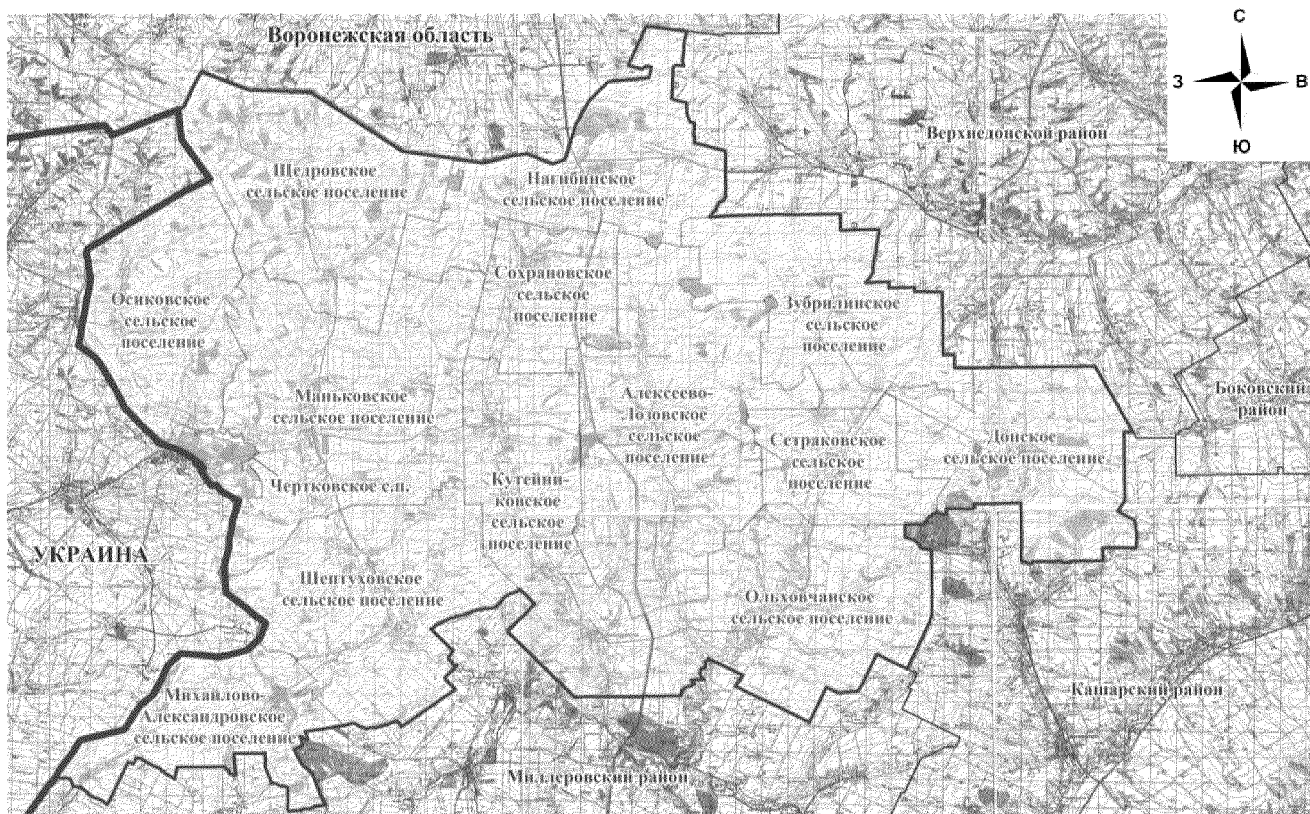 Воронежская область
С
З
В
Ю
Верхнедонской район
Щедровское
сельское поселение
Нагибинское
сельское поселение
Сохрановское
сельское
поселение
Осиковское
сельское
поселение
Зубрилинское
сельское
поселение
Маньковское
сельское поселение
Алексеево-
Лозовское
сельское
поселение
Боковский
район
Сетраковское
сельское
поселение
Донское
сельское поселение
Чертковское с.п.
Кутейни-
ковское
сельское
поселение
УКРАИНА
Шептуховское
сельское поселение
Ольховчанское
сельское поселение
Михайлово-
Александровское
сельское поселение
Кашарский район
Миллеровский район